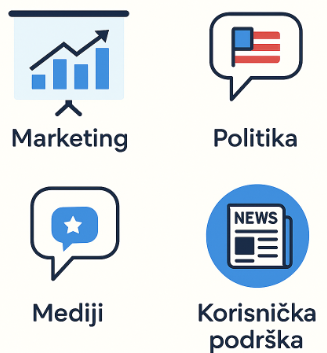 Marketing
Politika
Mediji
NEWS
Korisnička
podrška